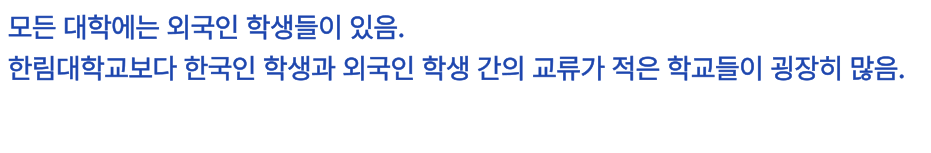 모든 대학에는 외국인 학생들이 있음.
한림대학교보다 한국인 학생과 외국인 학생 간의 교류가 적은 학교들이 굉장히 많음.